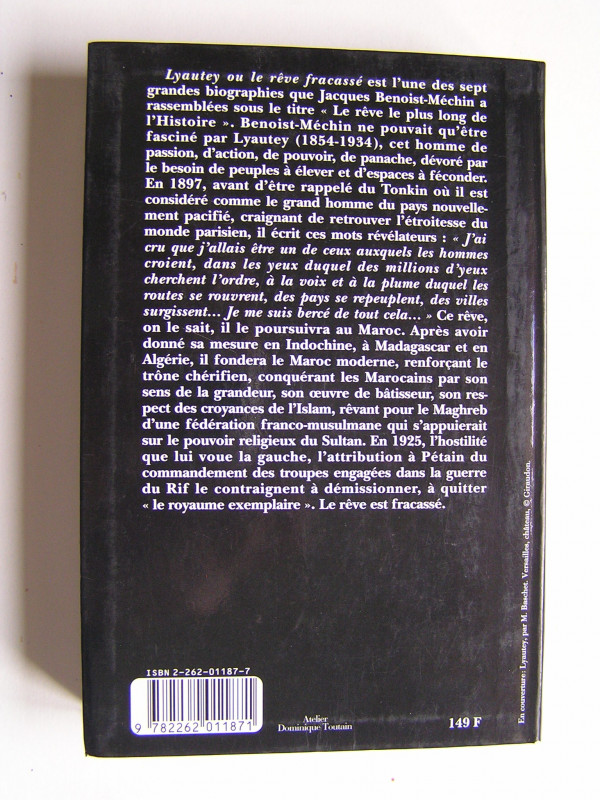 Lyautey ou le rêve fracassé est l'une des sept
grandes biographies que Jacques Benoist-Méchin a
rassemblées sous le titre « Le rêve le plus long de
l'Histoire ». Benoist-Méchin ne pouvait qu'être
fasciné par Lyautey (1854-1934), cet homme de
passion, d'action, de pouvoir, de panache, dévoré par
le besoin de peuples à élever et d'espaces à féconder.
En 1897, avant d'être rappelé du Tonkin où il est
considéré comme le grand homme du pays nouvelle-
ment pacifié, craignant de retrouver l'étroitesse du
monde parisien, il écrit ces mots révélateurs : « J'ai
cru que j'allais être un de ceux auxquels les hommes
croient, dans les yeux duquel des millions d'yeux
cherchent l'ordre, à la voix et à la plume duquel les
routes se rouvrent, des pays se repeuplent, des villes
surgissent... Je me suis bercé de tout cela... » Ce rêve,
on le sait, il le poursuivra au Maroc. Après avoir
donné sa mesure en Indochine, à Madagascar et en
Algérie, il fondera le Maroc moderne, renforçant le
trône chérifien, conquérant les Marocains par son
sens de la grandeur, son œuvre de bâtisseur, son res-
pect des croyances de l'Islam, rêvant pour le Maghreb
d'une fédération franco-musulmane qui s'appuierait
sur le pouvoir religieux du Sultan. En 1925, l'hostilité
que lui voue la gauche, l'attribution à Pétain du
commandement des troupes engagées dans la guerre
du Rif le contraignent à démissionner, à quitter
« le royaume exemplaire ». Le rêve est fracassé.
En couverture : Lyautey, par M. Baschet. Versailles, château, © Giraudon.
ISBN 2-262-01187-7
9 782262 011871
Atelier
Dominique Toutain
149 F